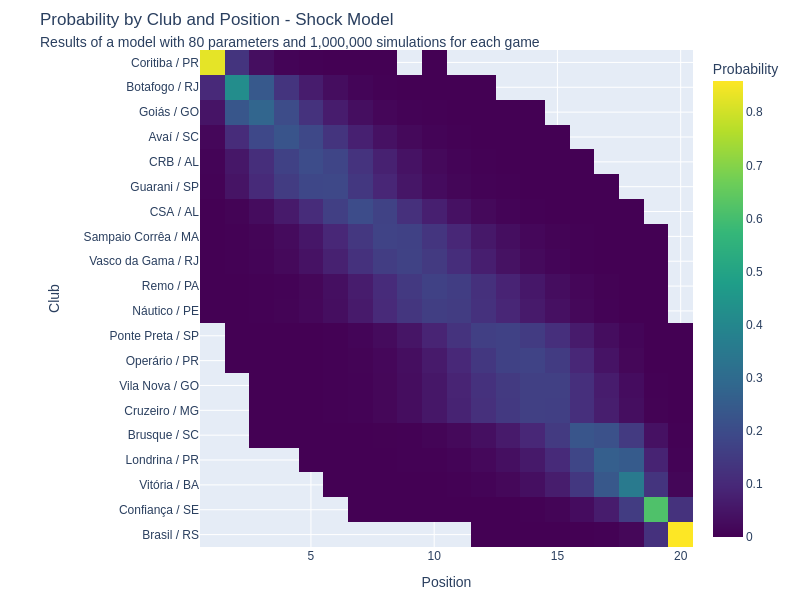 Probability by Club and Position - Shock Model
Results of a model with 80 parameters and 1,000,000 simulations for each game
Probability
Coritiba / PR
Botafogo / RJ
Goiás / GO
Avaí / SC
CRB / AL
Guarani / SP
CSA / AL
Sampaio Corrêa / MA
Vasco da Gama / RJ
Remo / PA
Náutico / PE
Ponte Preta / SP
Operário / PR
Vila Nova / GO
Cruzeiro / MG
Brusque / SC
Londrina / PR
Vitória / BA
Confiança / SE
Brasil / RS
Club
5
10
15
20
Position
0.8
0.7
0.6
0.5
0.4
0.3
0.2
0.1
0